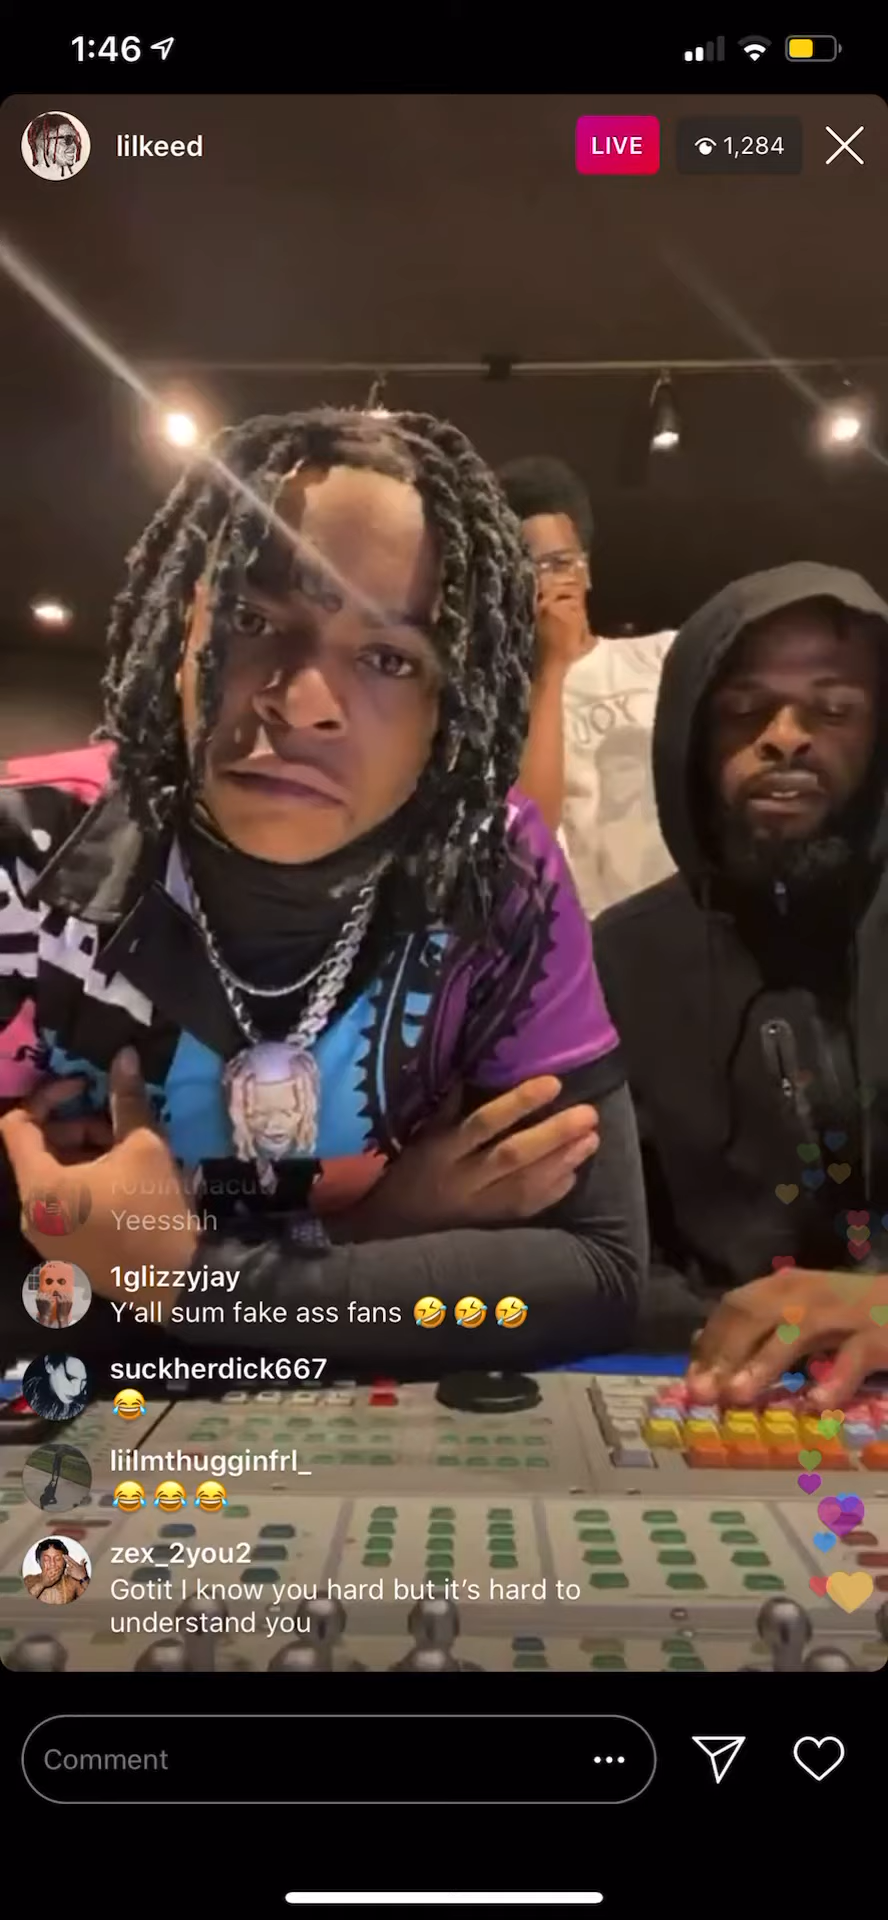 1:46
lilkeed
LIVE
1,284
JOY
Yeesshh
1glizzyjay
Y'all sum fake ass fans 🤣🤣🤣
suckherdick667
😂
liilmthugginfrl_
😂😂😂
zex_2you2
Gotit I know you hard but it's hard to
understand you
Comment